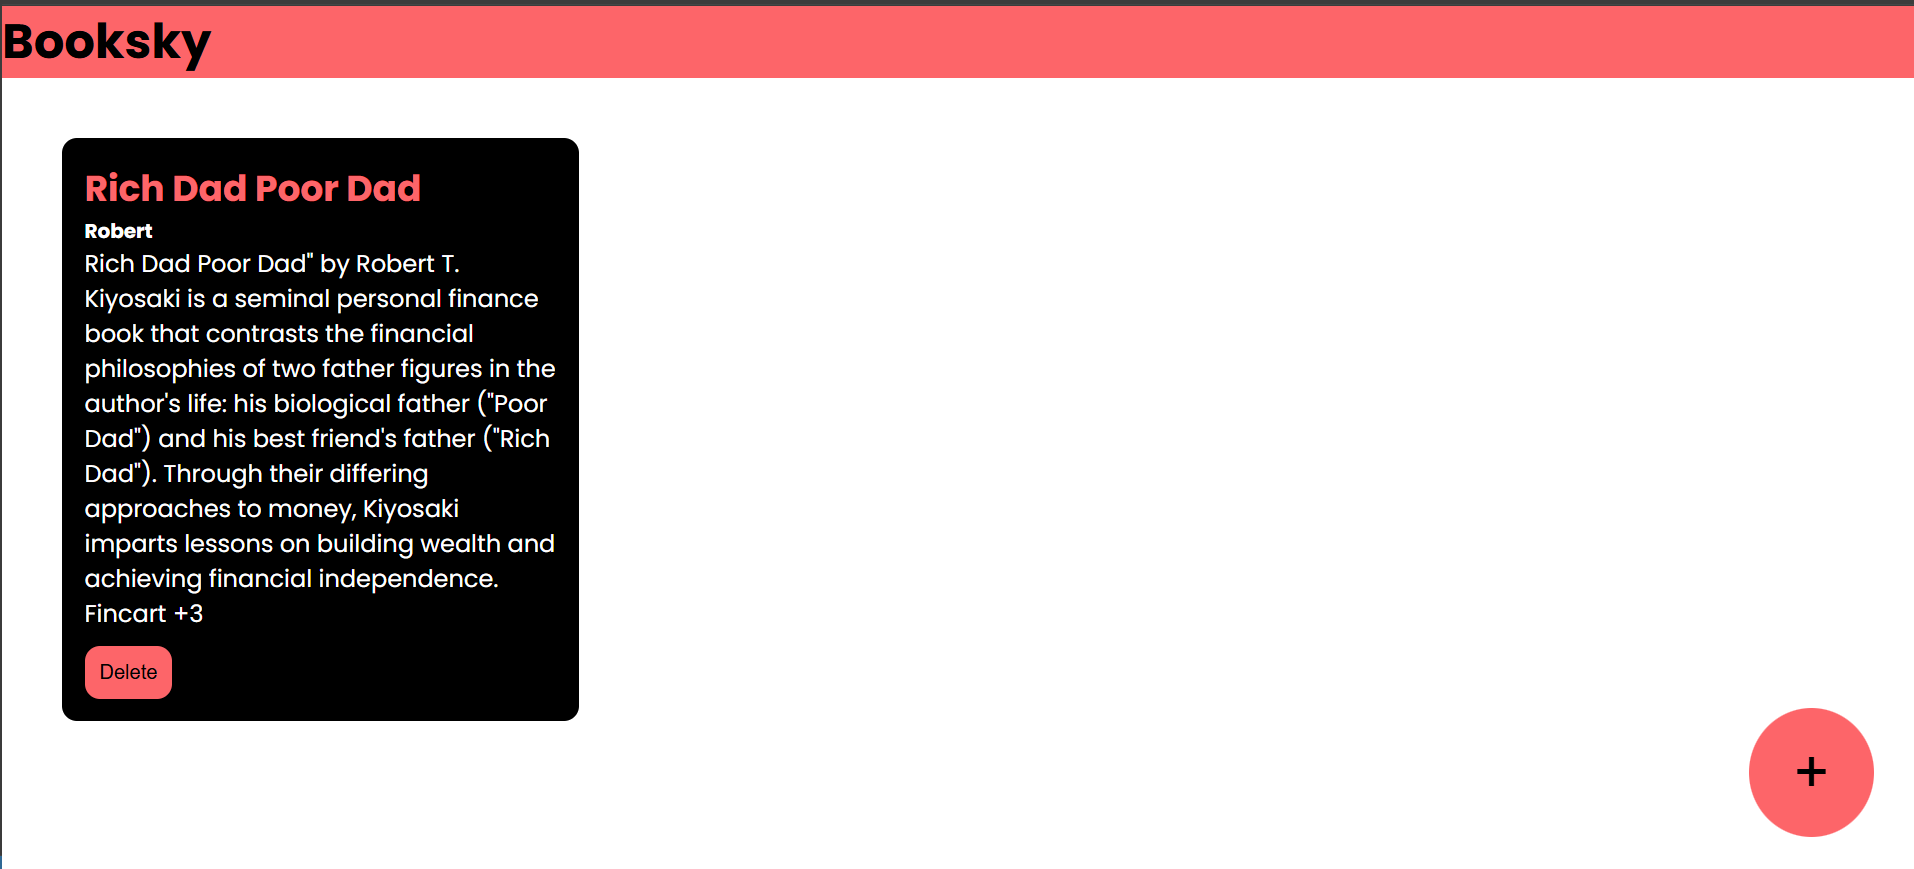 Booksky
Rich Dad Poor Dad
Robert
Rich Dad Poor Dad" by Robert T.
Kiyosaki is a seminal personal finance
book that contrasts the financial
philosophies of two father figures in the
author's life: his biological father ("Poor
Dad") and his best friend's father ("Rich
Dad"). Through their differing
approaches to money, Kiyosaki
imparts lessons on building wealth and
achieving financial independence.
Fincart +3
Delete
+